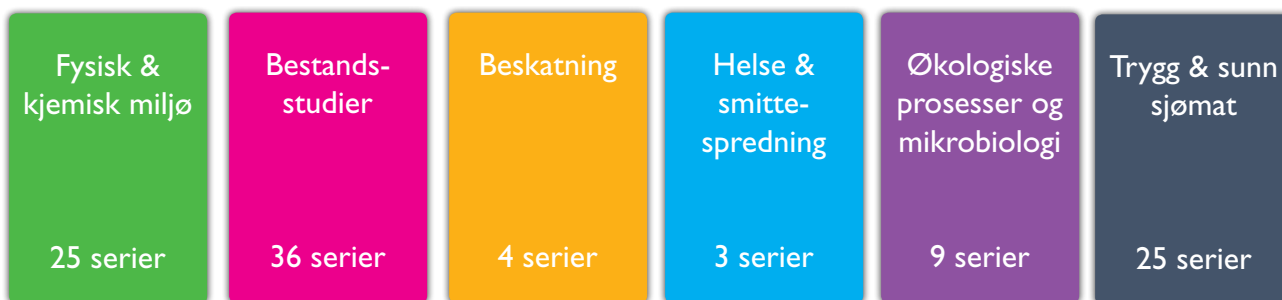 Fysisk &
kjemisk miljø
25 serier
Bestands-
studier
36 serier
Beskatning
4 serier
Helse &
smitte-
spredning
3 serier
Økologiske
prosesser og
mikrobiologi
9 serier
Trygg & sunn
sjømat
25 serier